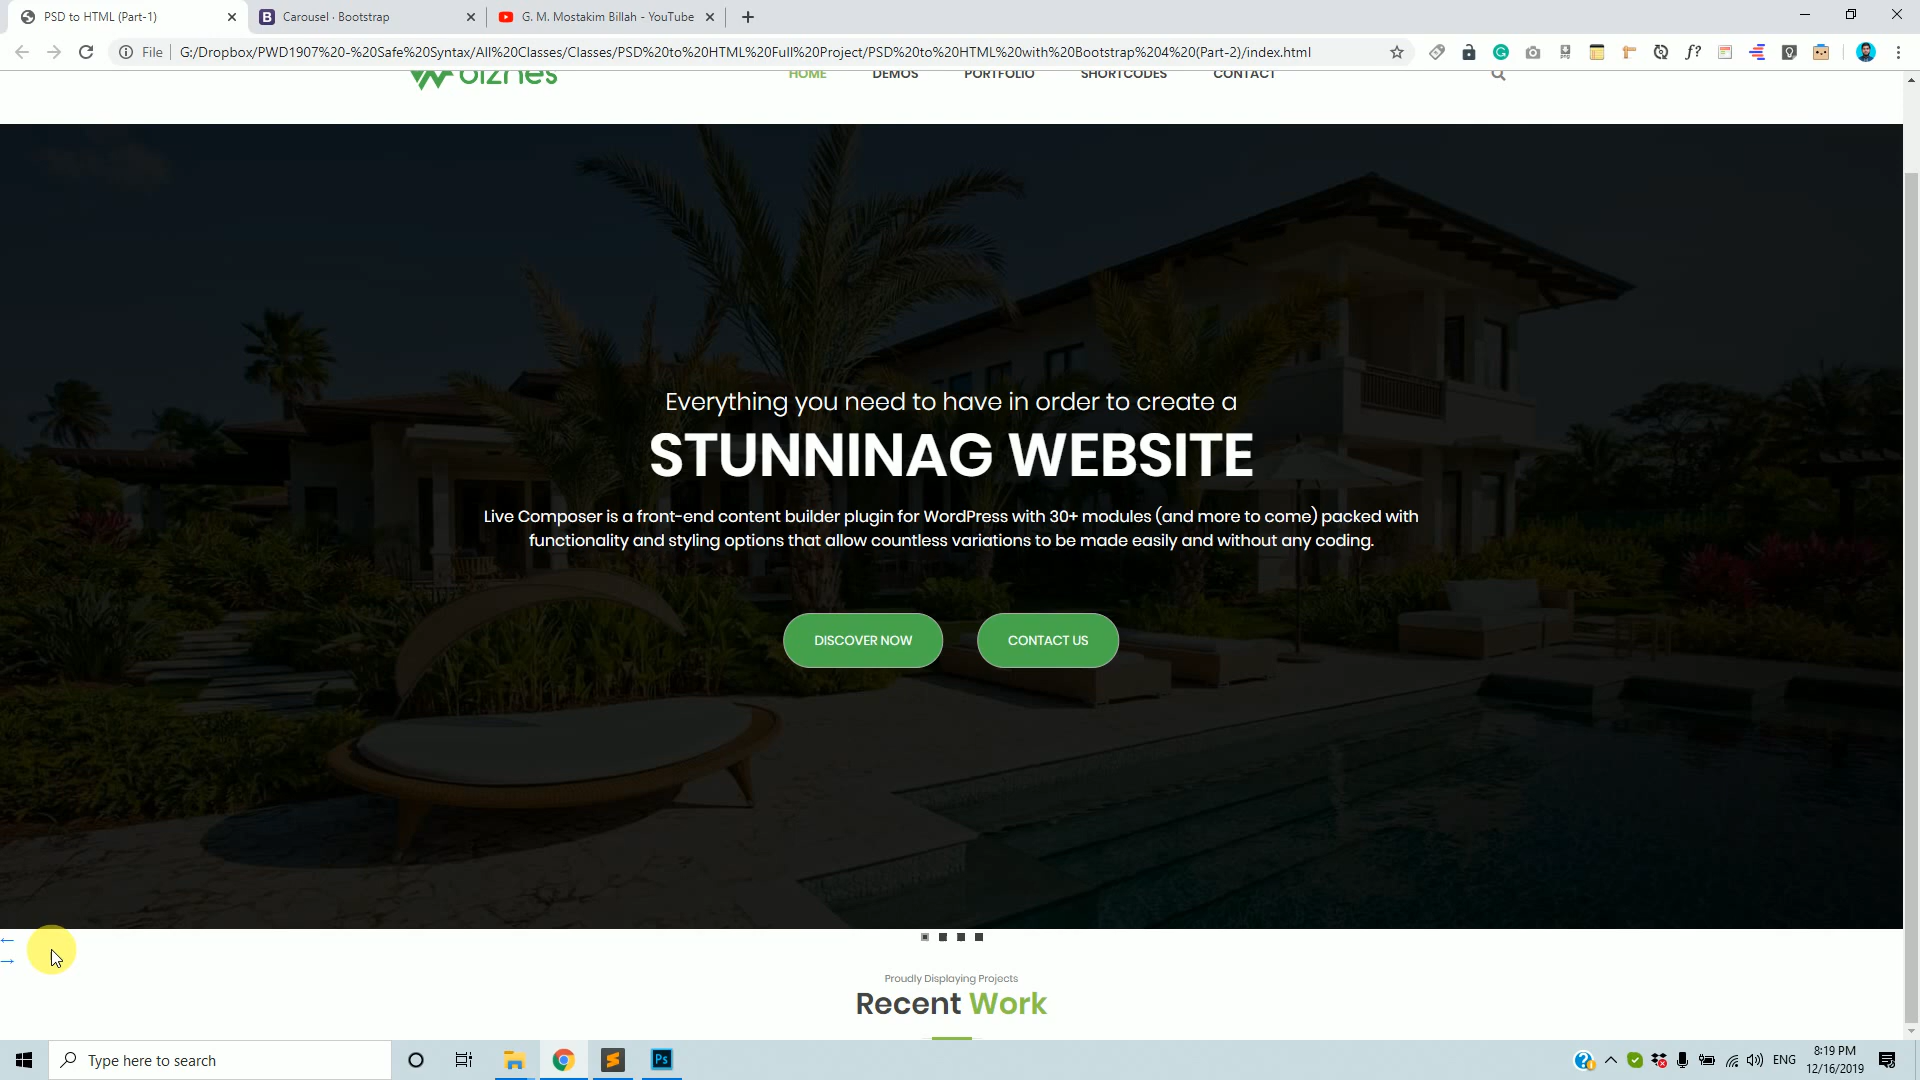 PSD to HTML (Part-1)
Carousel · Bootstrap
G. M. Mostakim Billah - YouTube
File
G:/Dropbox/PWD1907%20-%20Safe%20Syntax/All%20Classes/Classes/PSD%20to%20HTML%20Full%20Project/PSD%20to%20HTML%20with%20Bootstrap%204%20(Part-2)/index.html
biznes
HOME
DEMOS
PORTFOLIO
SHORTCODES
CONTACT
Everything you need to have in order to create a
STUNNINAG WEBSITE
Live Composer is a front-end content builder plugin for WordPress with 30+ modules (and more to come) packed with
functionality and styling options that allow countless variations to be made easily and without any coding.
DISCOVER NOW
CONTACT US
←
→
Proudly Displaying Projects
Recent Work
Type here to search
Ps
ENG
8:19 PM
12/16/2019